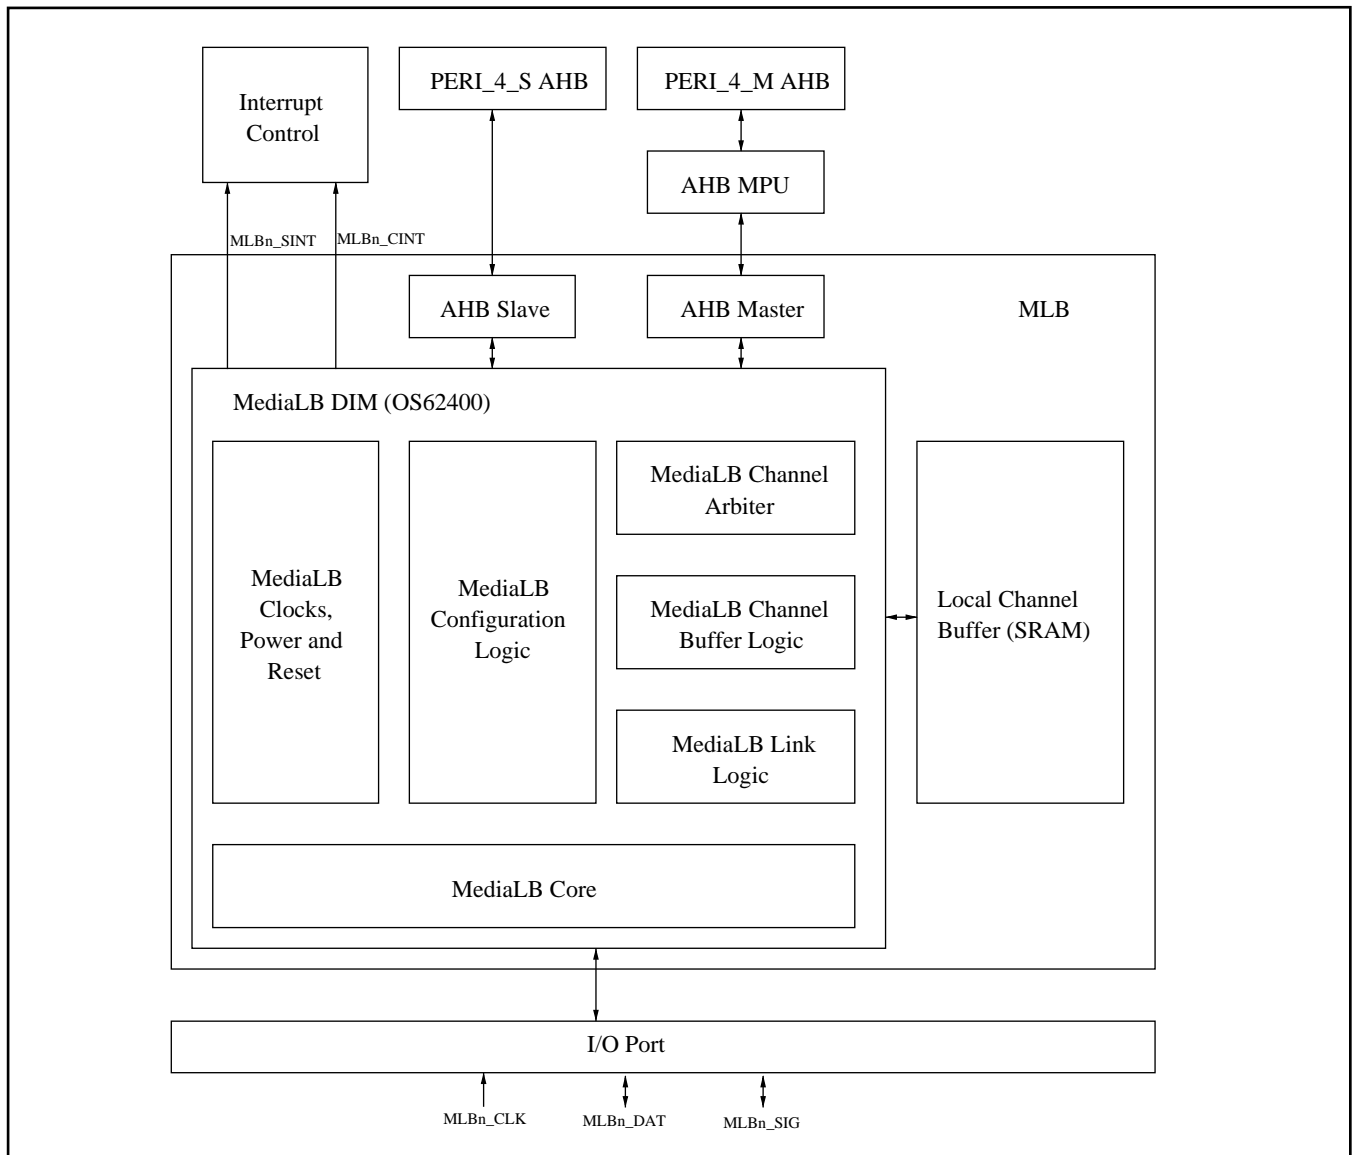 Interrupt
Control
PERI_4_S AHB
PERI_4_M AHB
AHB MPU
MLBn_SINT
MLBn_CINT
AHB Slave
AHB Master
MLB
MediaLB DIM (OS62400)
MediaLB
Clocks,
Power and
Reset
MediaLB
Configuration
Logic
MediaLB Channel
Arbiter
MediaLB Channel
Buffer Logic
MediaLB Link
Logic
Local Channel
Buffer (SRAM)
MediaLB Core
I/O Port
MLBn_CLK
MLBn_DAT
MLBn_SIG